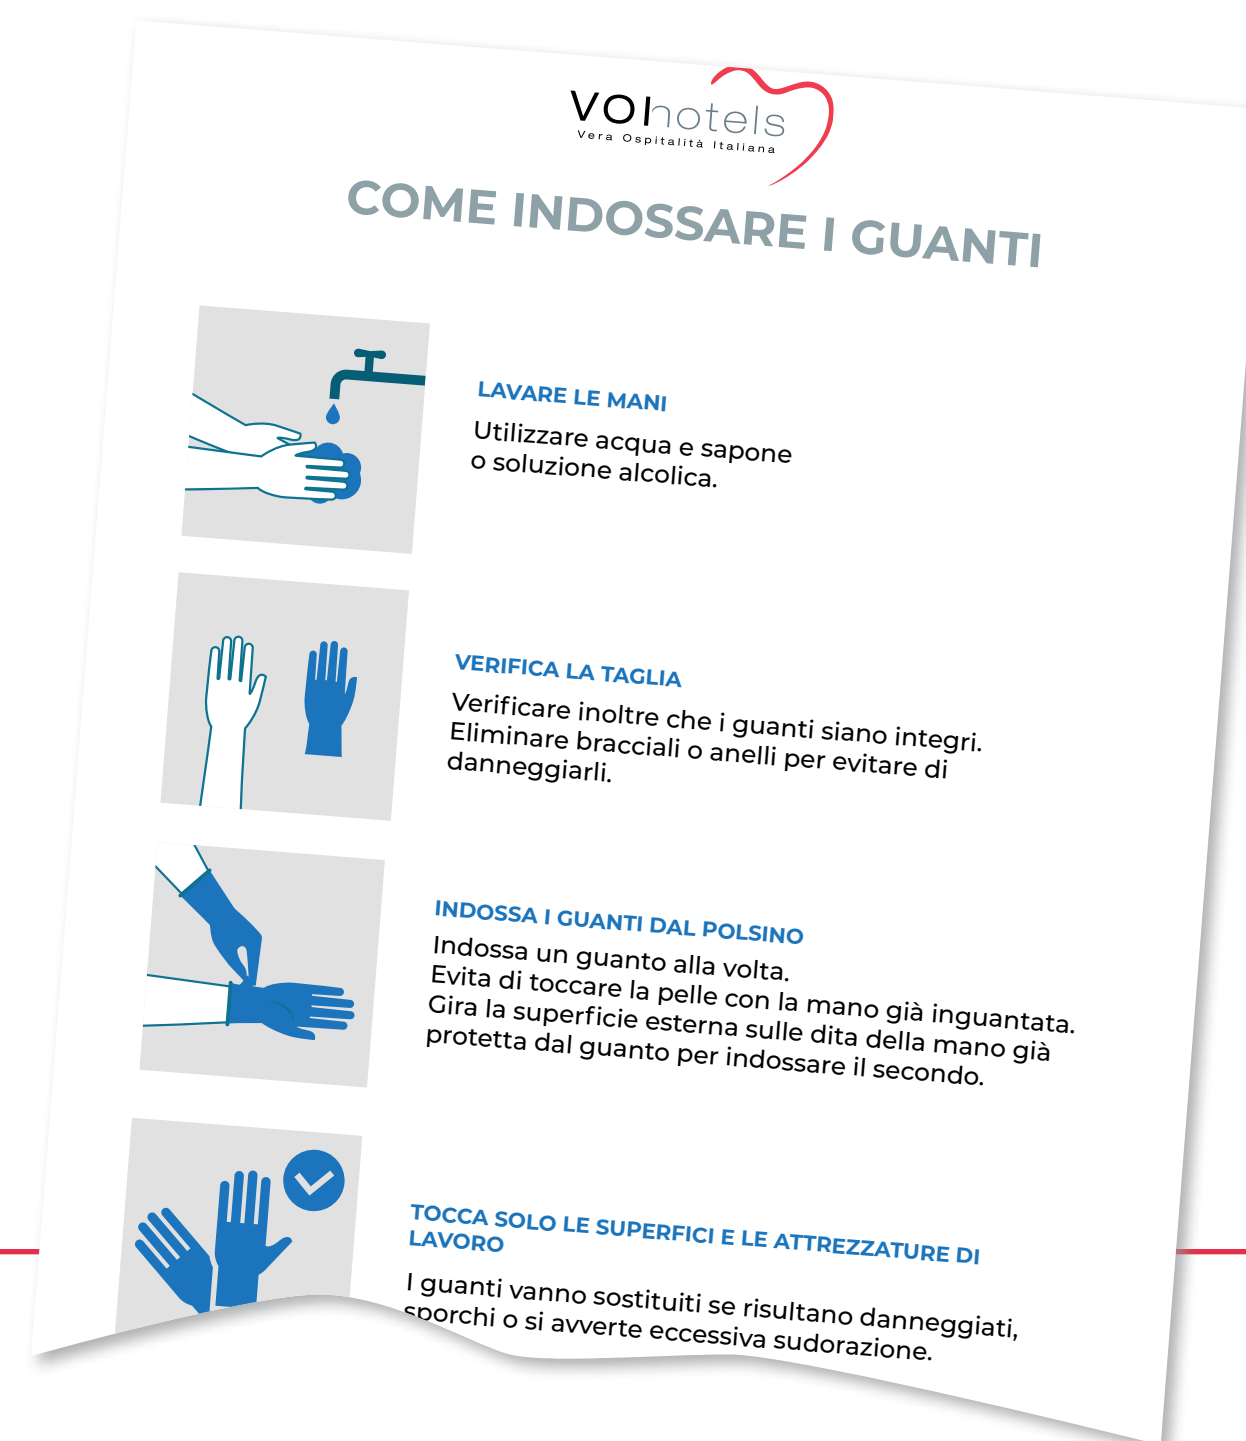 VOIhotels
Vera Ospitalità Italiana
COME INDOSSARE I GUANTI
LAVARE LE MANI
Utilizzare acqua e sapone
o soluzione alcolica.
VERIFICA LA TAGLIA
Verificare inoltre che i guanti siano integri.
Eliminare bracciali o anelli per evitare di
danneggiarli.
INDOSSA I GUANTI DAL POLSINO
Indossa un guanto alla volta.
Evita di toccare la pelle con la mano già inguantata.
Gira la superficie esterna sulle dita della mano già
protetta dal guanto per indossare il secondo.
TOCCA SOLO LE SUPERFICI E LE ATTREZZATURE DI
LAVORO
I guanti vanno sostituiti se risultano danneggiati,
sporchi o si avverte eccessiva sudorazione.